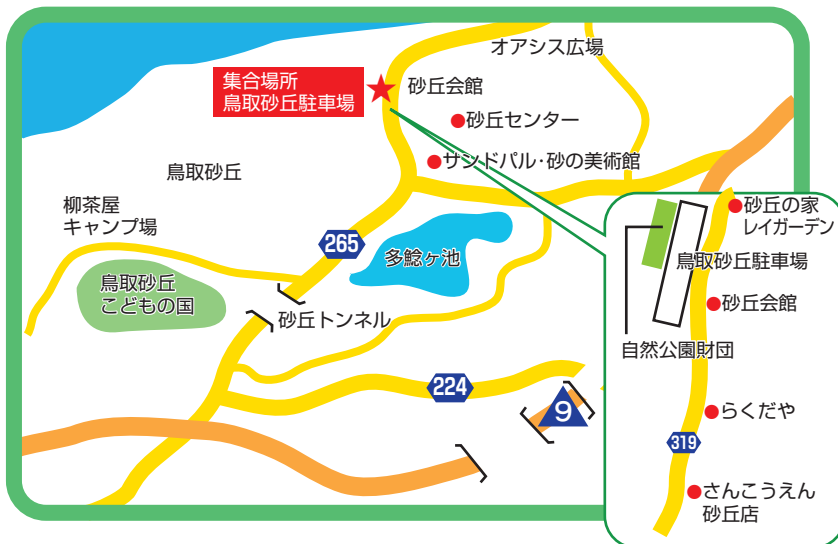 オアシス広場
集合場所
鳥取砂丘駐車場
砂丘会館
砂丘センター
サンドパル・砂の美術館
鳥取砂丘
柳茶屋
キャンプ場
265
多鯰ヶ池
鳥取砂丘
こどもの国
砂丘トンネル
224
9
砂丘の家
レイガーデン
鳥取砂丘駐車場
砂丘会館
自然公園財団
らくだや
319
さんこうえん
砂丘店